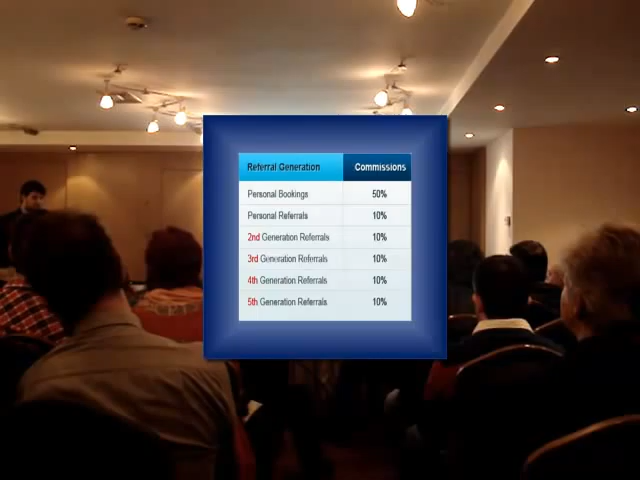 Referral Generation Commissions
Personal Bookings 50%
Personal Referrals 10%
2nd Generation Referrals 10%
3rd Generation Referrals 10%
4th Generation Referrals 10%
5th Generation Referrals 10%